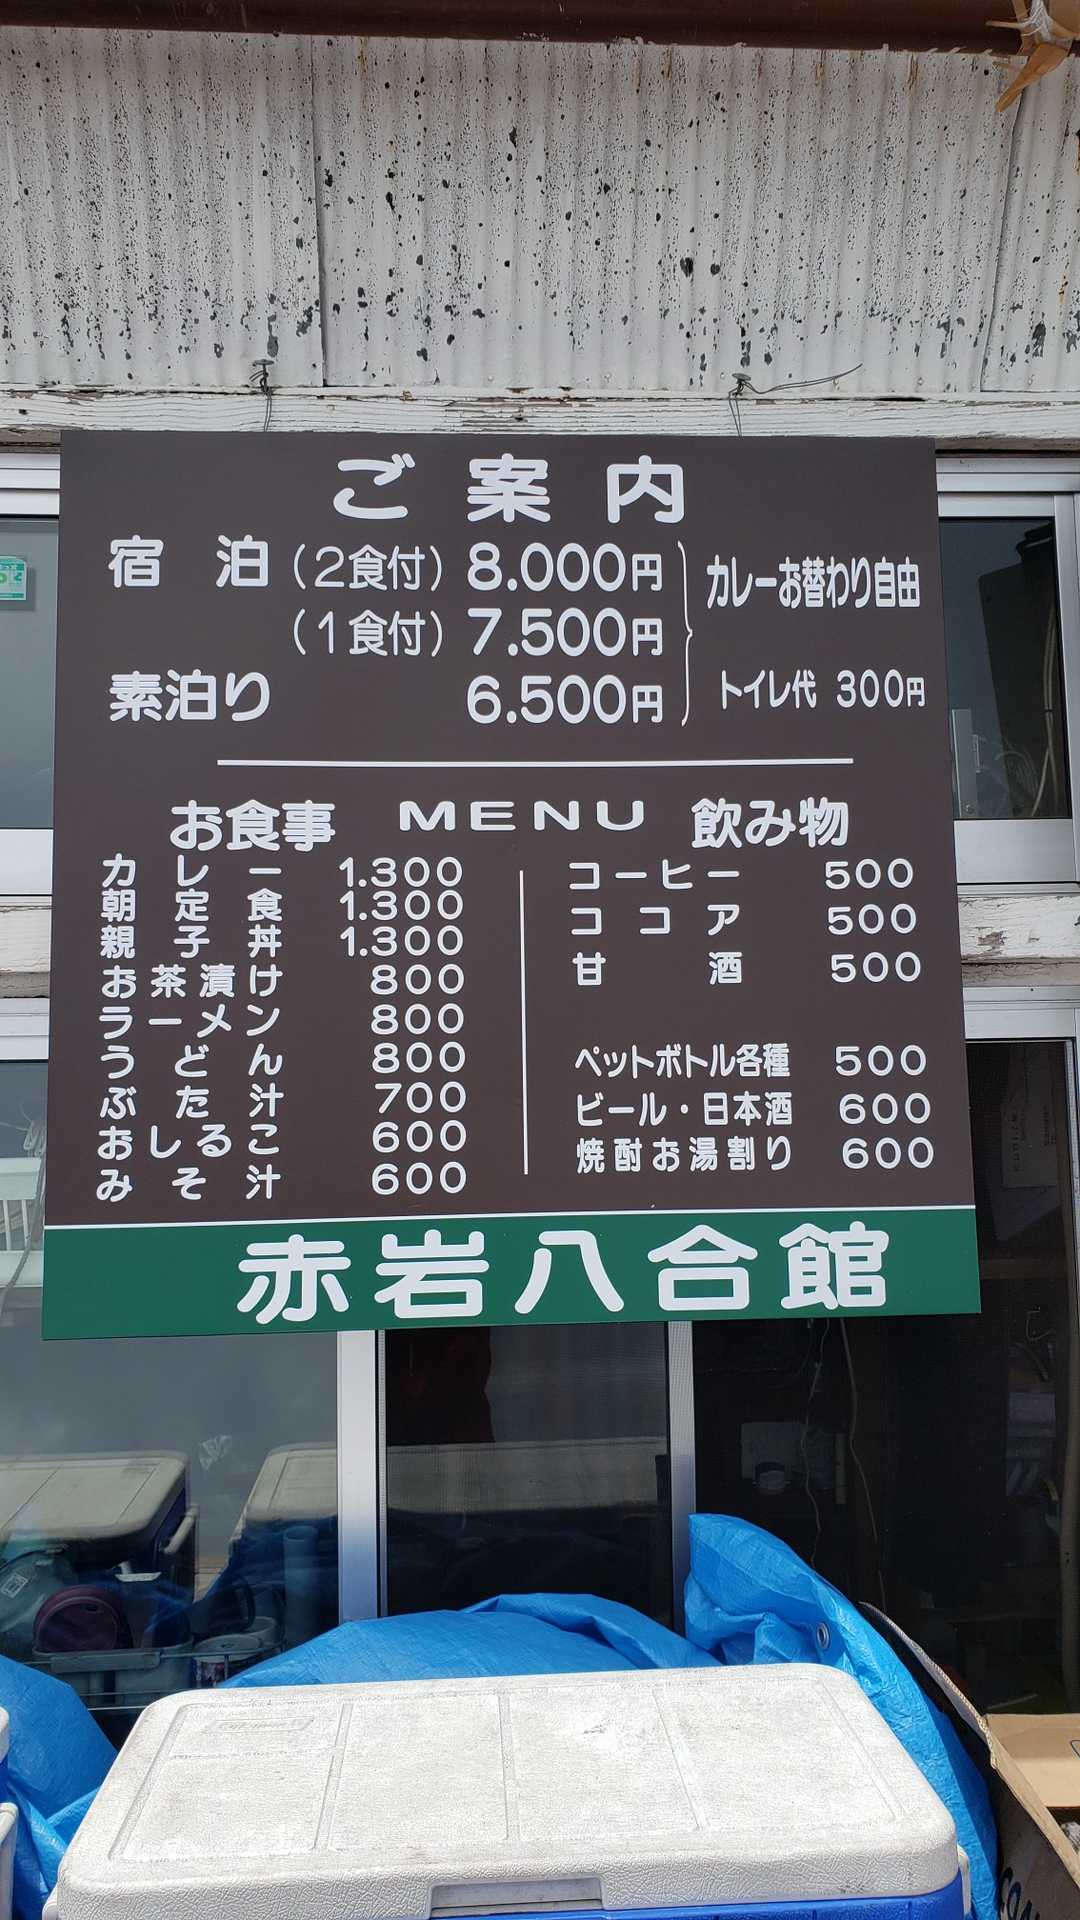 ご案内
宿泊(2食付)8.000円
(1食付)7.500円
素泊り 6.500円
カレーお替わり自由
トイレ代 300円
お食事 MENU 飲み物
カレー 1.300
朝定食 1.300
親子丼 1.300
お茶漬け 800
ラーメン 800
うどん 800
ぶた汁 700
おしるこ 600
みそ汁 600
コーヒー 500
ココア 500
甘酒 500
ペットボトル各種 500
ビール・日本酒 600
焼酎お湯割り 600
赤岩八合館